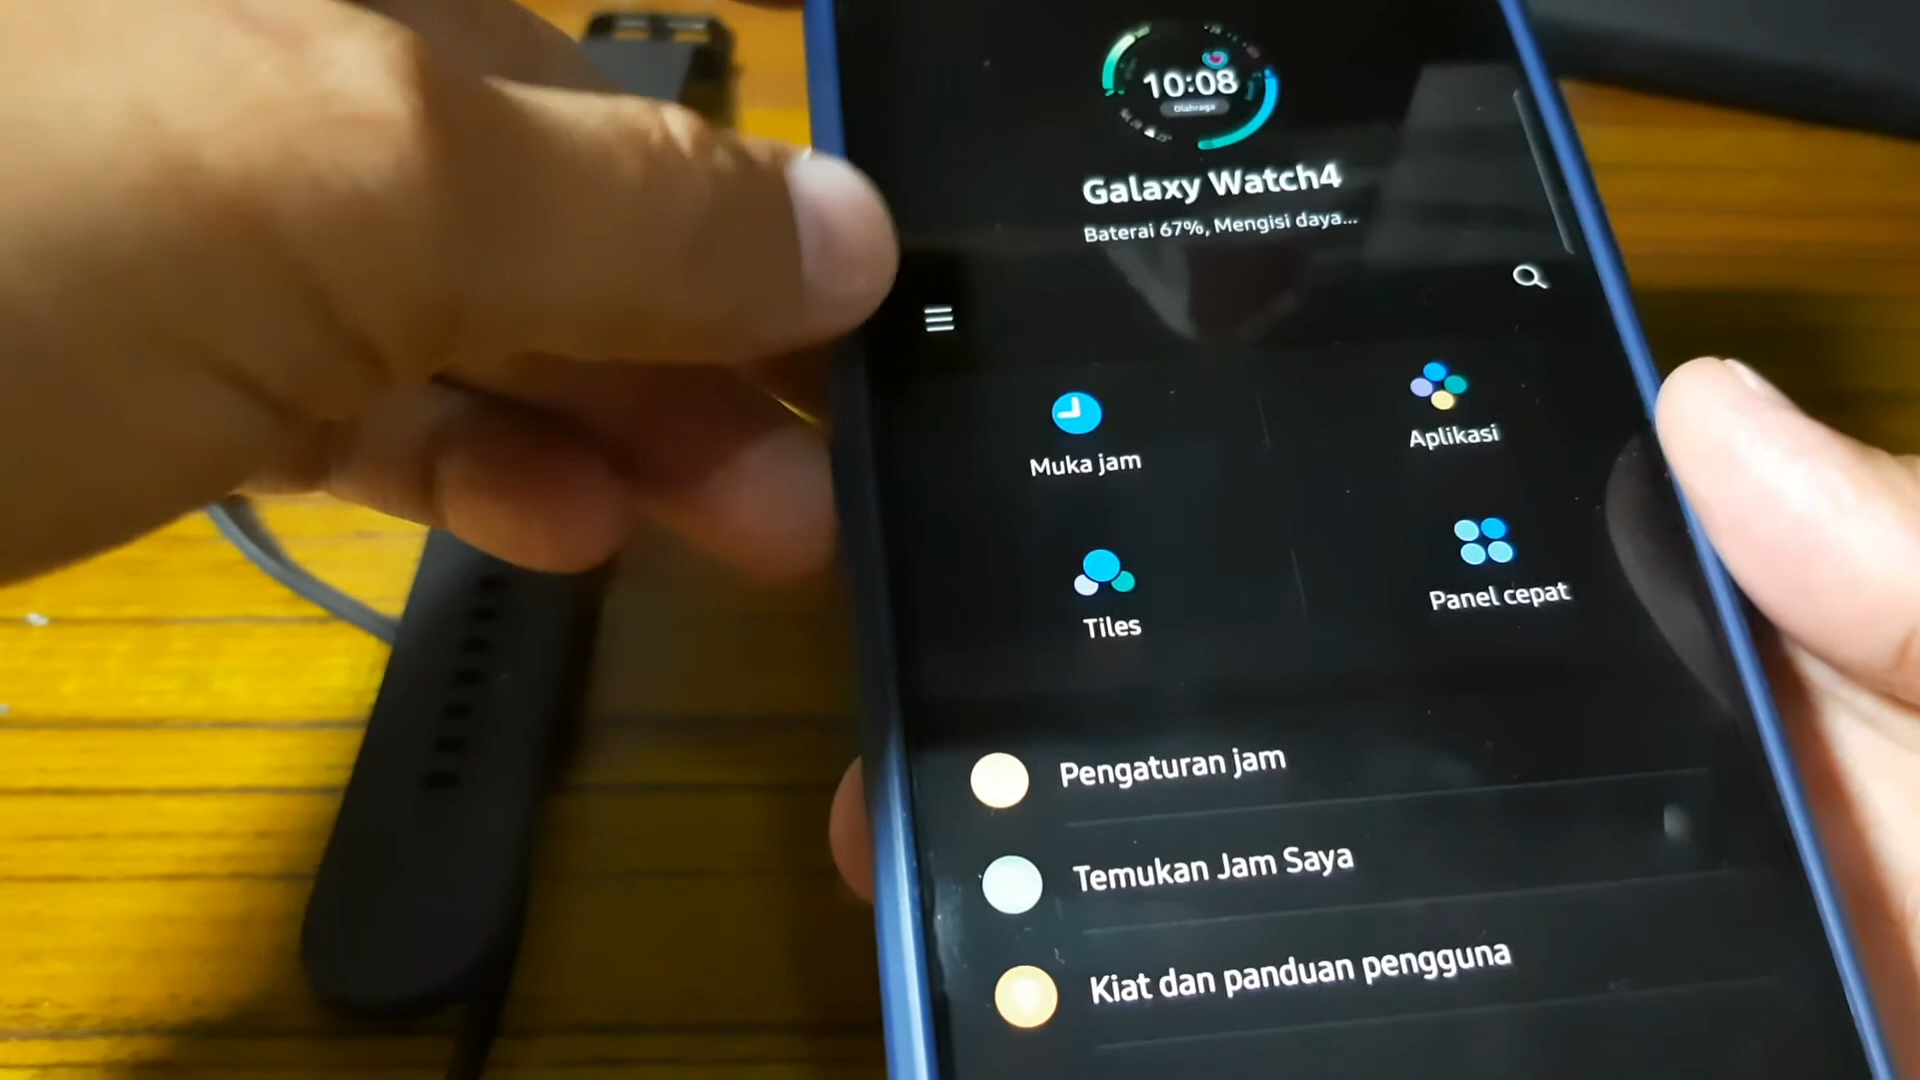 10:08
Olahraga
Galaxy Watch4
Baterai 67%, Mengisi daya...
Muka jam
Aplikasi
Tiles
Panel cepat
Pengaturan jam
Temukan Jam Saya
Kiat dan panduan pengguna